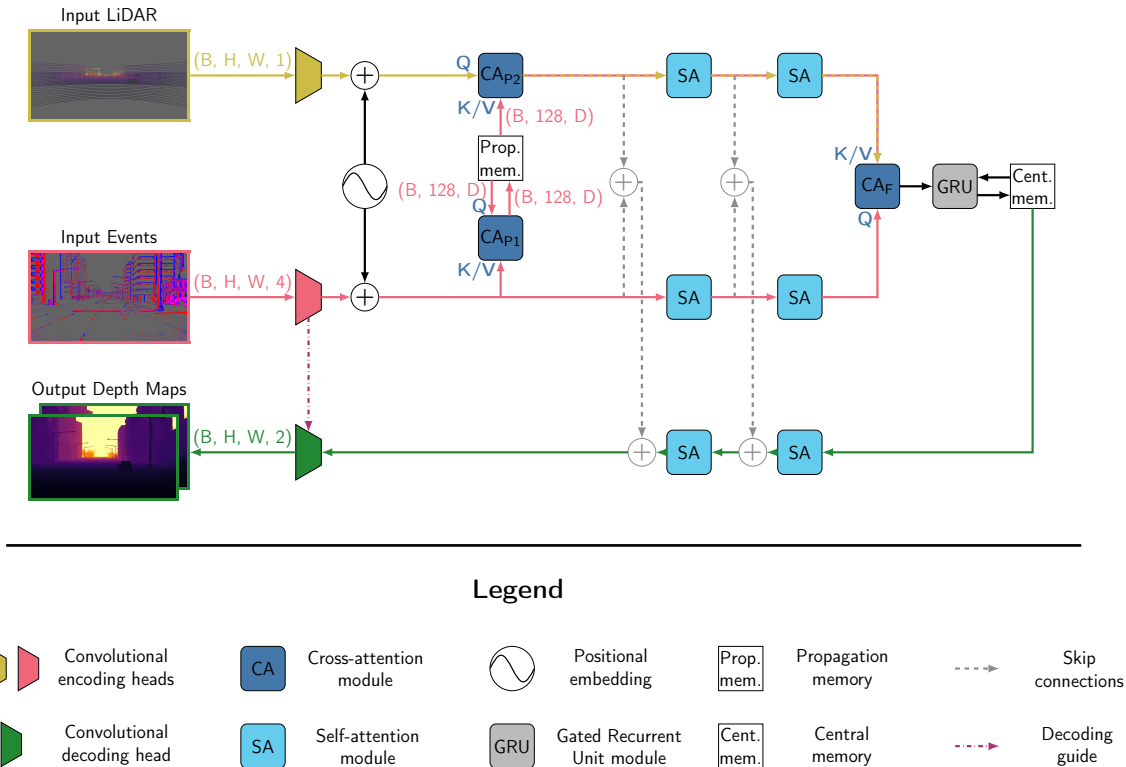 Input LiDAR
(B, H, W, 1)
Q
CAP2
SA
SA
K/V
(B, 128, D)
Prop.
mem.
(B, 128, D)
(B, 128, D)
Q
CAP1
K/V
K/V
CAF
Q
GRU
Cent.
mem.
Input Events
(B, H, W, 4)
SA
SA
Output Depth Maps
(B, H, W, 2)
SA
SA
Legend
Convolutional
encoding heads
CA
Cross-attention
module
Positional
embedding
Prop.
mem.
Propagation
memory
Skip
connections
Convolutional
decoding head
SA
Self-attention
module
GRU
Gated Recurrent
Unit module
Cent.
mem.
Central
memory
Decoding
guide